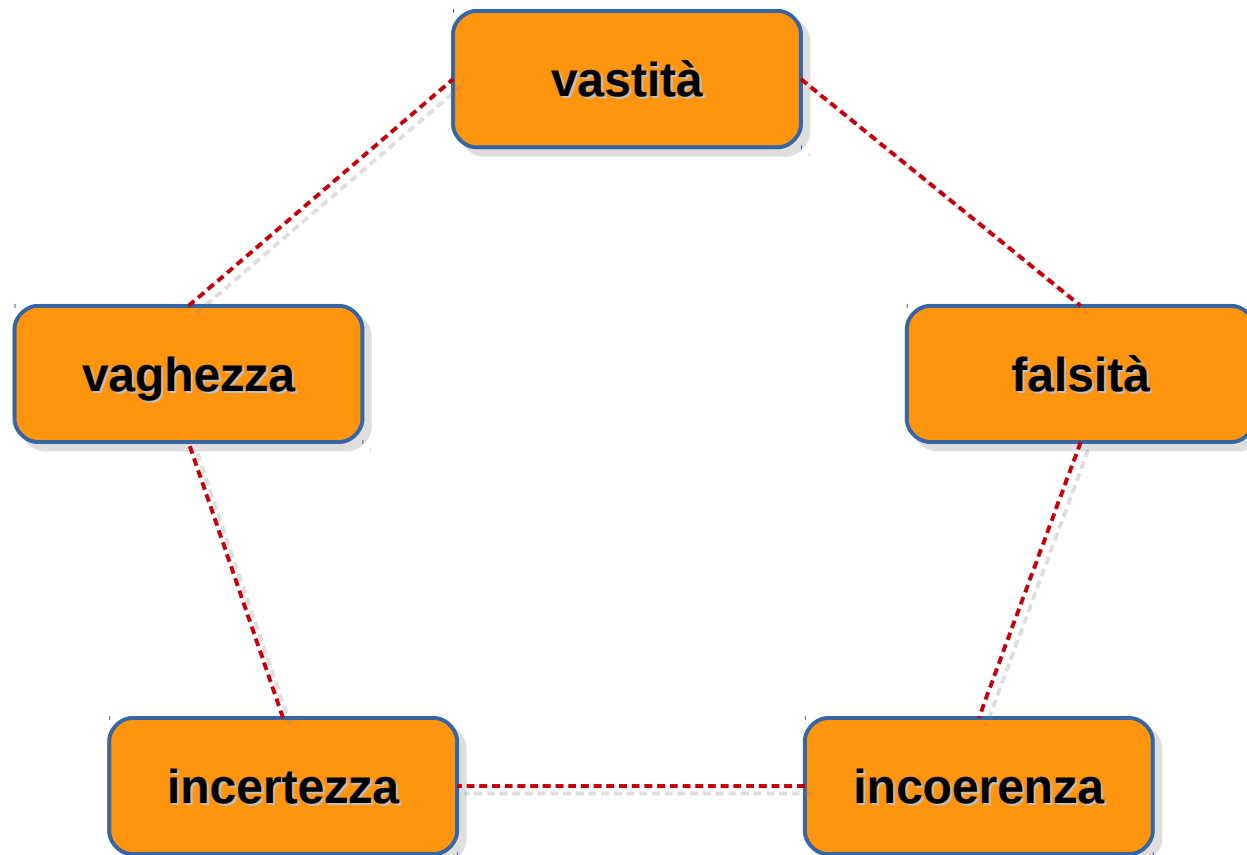 vastità
vaghezza
falsità
incertezza
incoerenza